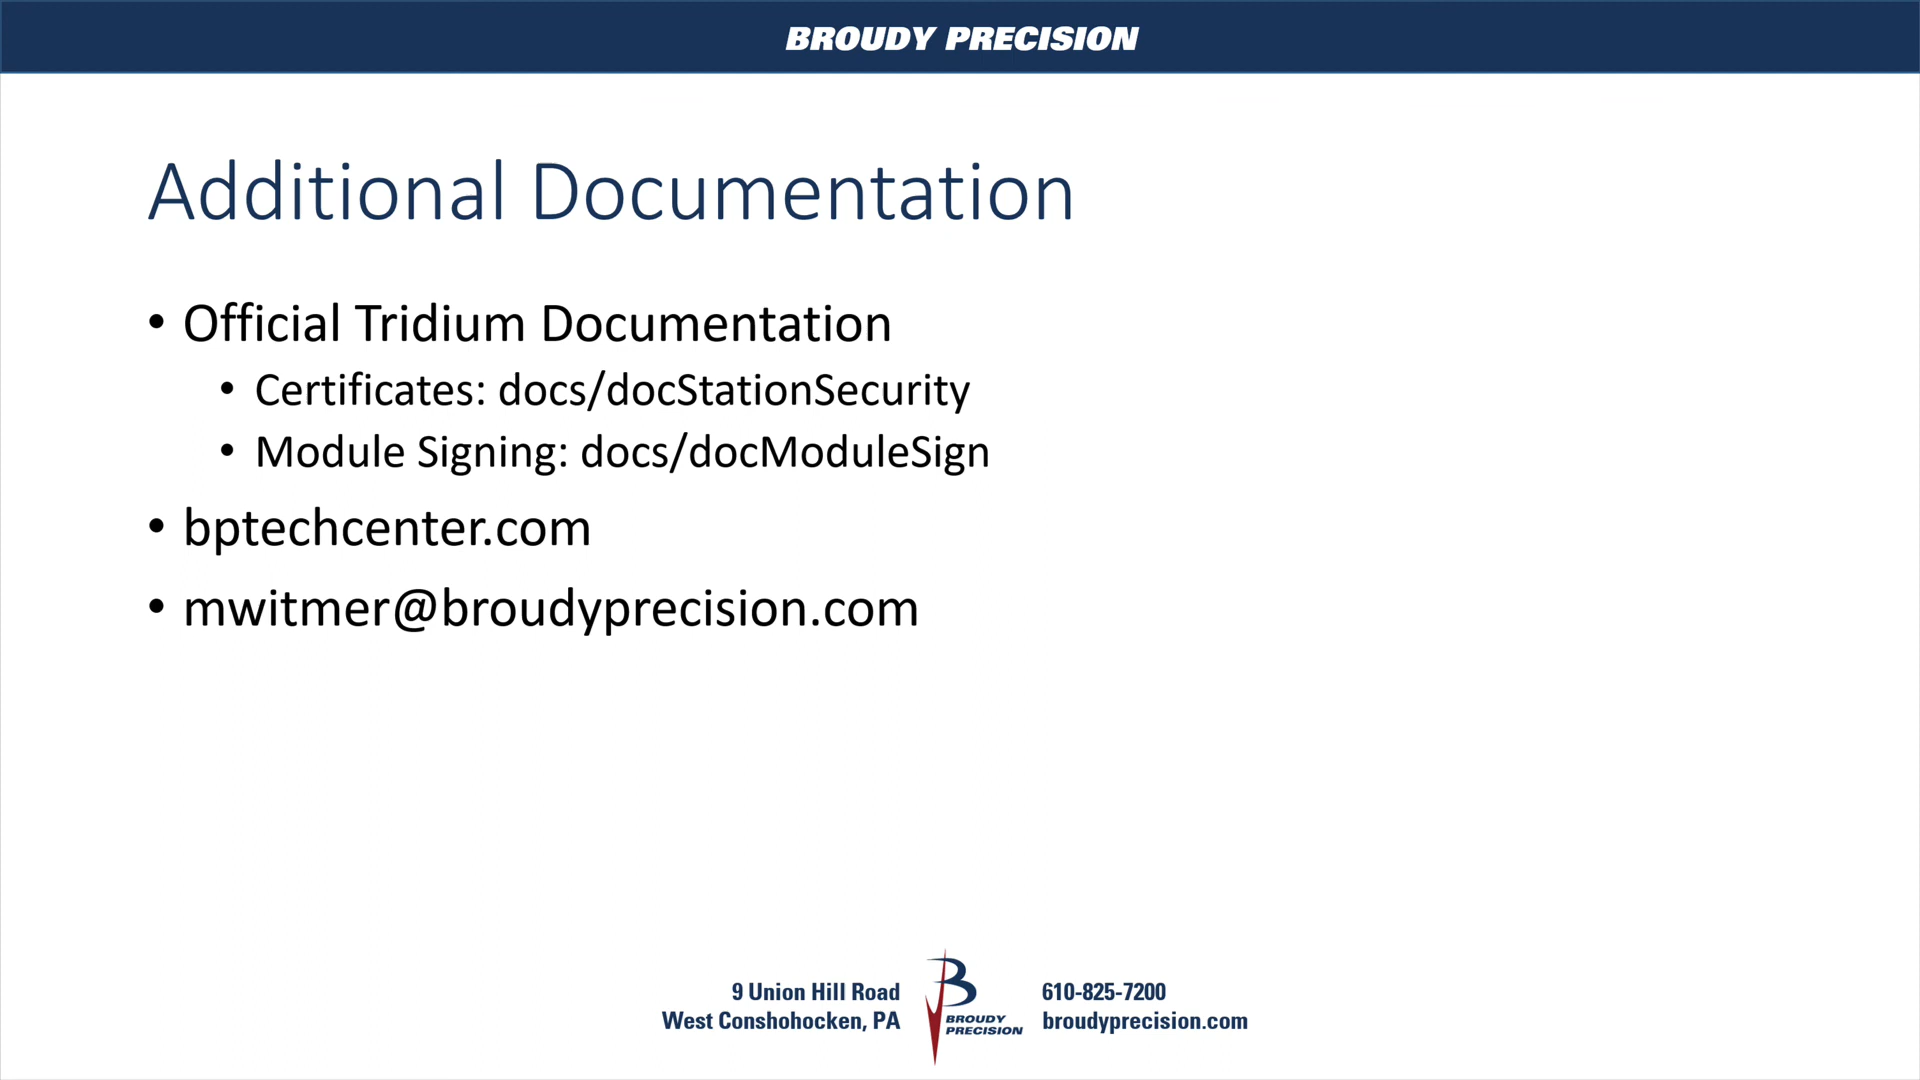 BROUDY PRECISION
Additional Documentation
• Official Tridium Documentation
• Certificates: docs/docStationSecurity
• Module Signing: docs/docModuleSign
• bptechcenter.com
• mwitmer@broudyprecision.com
9 Union Hill Road
West Conshohocken, PA
B
BROUDY
PRECISION
610-825-7200
broudyprecision.com